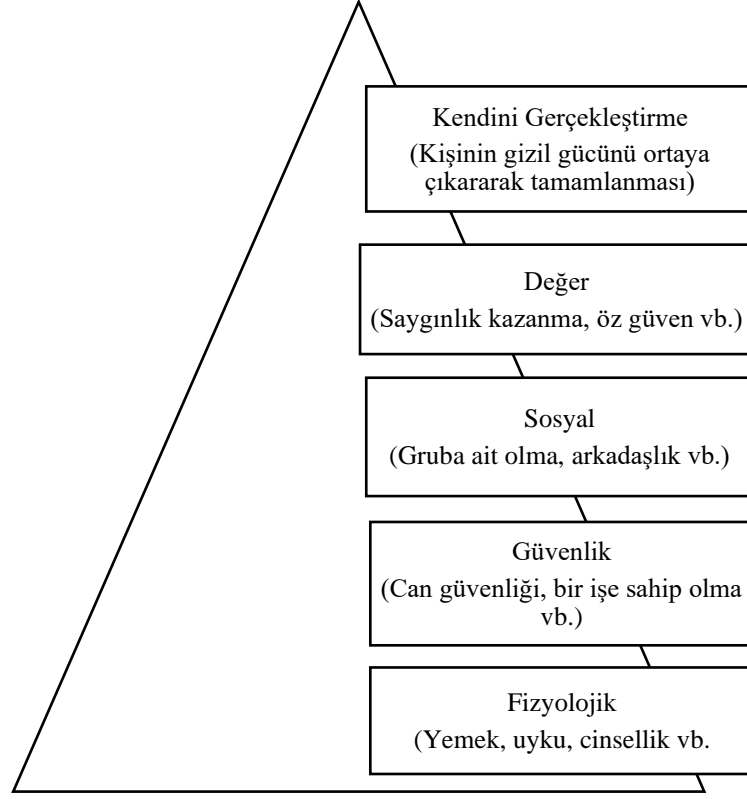 Kendini Gerçekleştirme
(Kişinin gizil gücünü ortaya
çıkararak tamamlanması)
Değer
(Saygınlık kazanma, öz güven vb.)
Sosyal
(Gruba ait olma, arkadaşlık vb.)
Güvenlik
(Can güvenliği, bir işe sahip olma
vb.)
Fizyolojik
(Yemek, uyku, cinsellik vb.